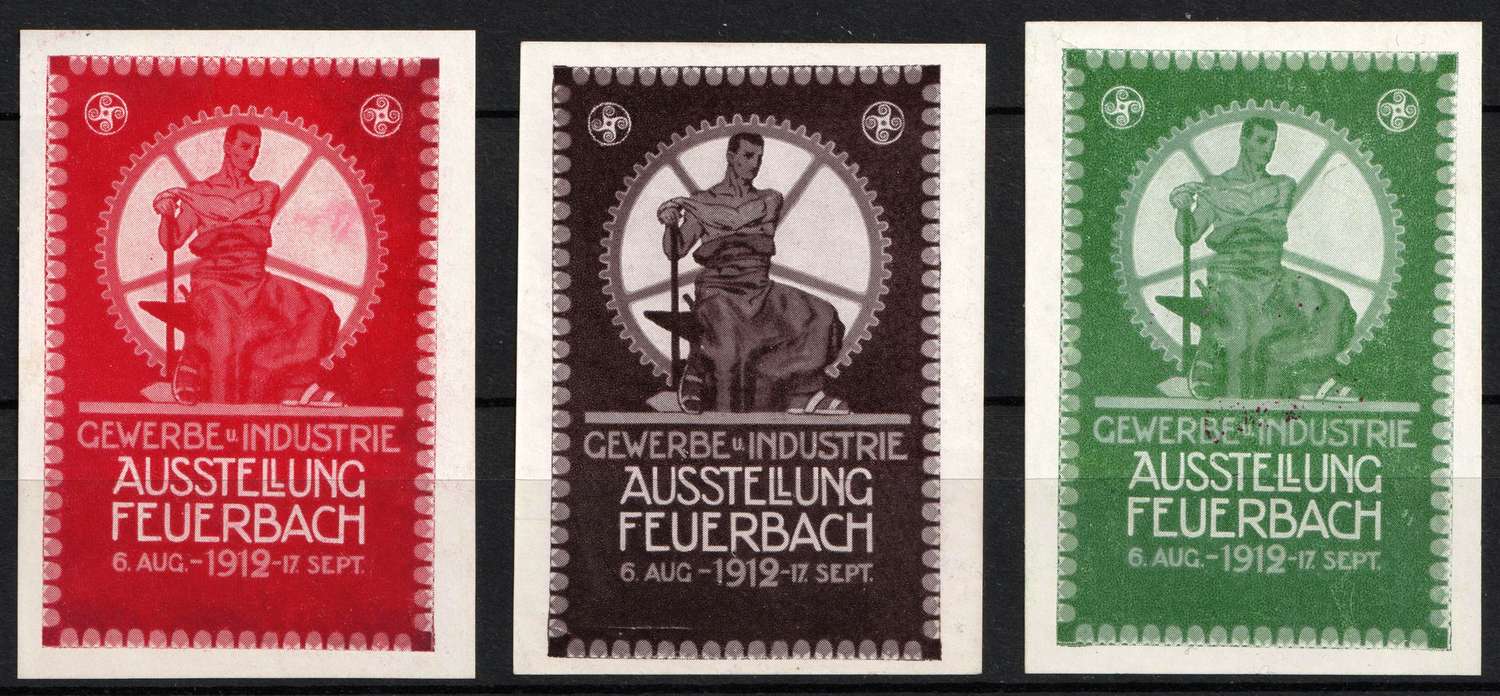 GEWERBE u. INDUSTRIE
AUSSTELLUNG
FEUERBACH
6. AUG. - 1912 - 17. SEPT.
GEWERBE u. INDUSTRIE
AUSSTELLUNG
FEUERBACH
6. AUG - 1912 - 17. SEPT.
GEWERBE u. INDUSTRIE
AUSSTELLUNG
FEUERBACH
6. AUG. - 1912 - 17. SEPT.